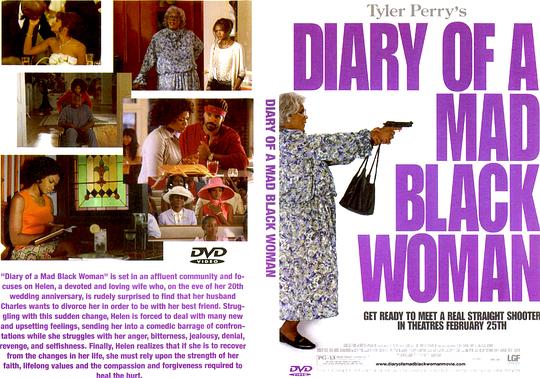 "Diary of a Mad Black Woman" is set in an affluent community and fo-
cuses on Helen, a devoted and loving wife who, on the eve of her 20th
wedding anniversary, is rudely surprised to find that her husband
Charles wants to divorce her in order to be with her best friend. Strug-
gling with this sudden change, Helen is forced to deal with many new
and upsetting feelings, sending her into a comedic barrage of confron-
tations while she struggles with her anger, bitterness, jealousy, denial,
revenge, and selfishness. Finally, Helen realizes that if she is to recover
from the changes in her life, she must rely upon the strength of her
faith, lifelong values and the compassion and forgiveness required to
heal the hurt.
DVD
VIDEO
DIARY OF A MAD BLACK WOMAN
Tyler Perry's
DIARY OF A
MAD
BLACK
WOMAN
GET READY TO MEET A REAL STRAIGHT SHOOTER
IN THEATRES FEBRUARY 25TH
PG-13
www.diaryofamadblackwomanmovie.com
LGF
DVD